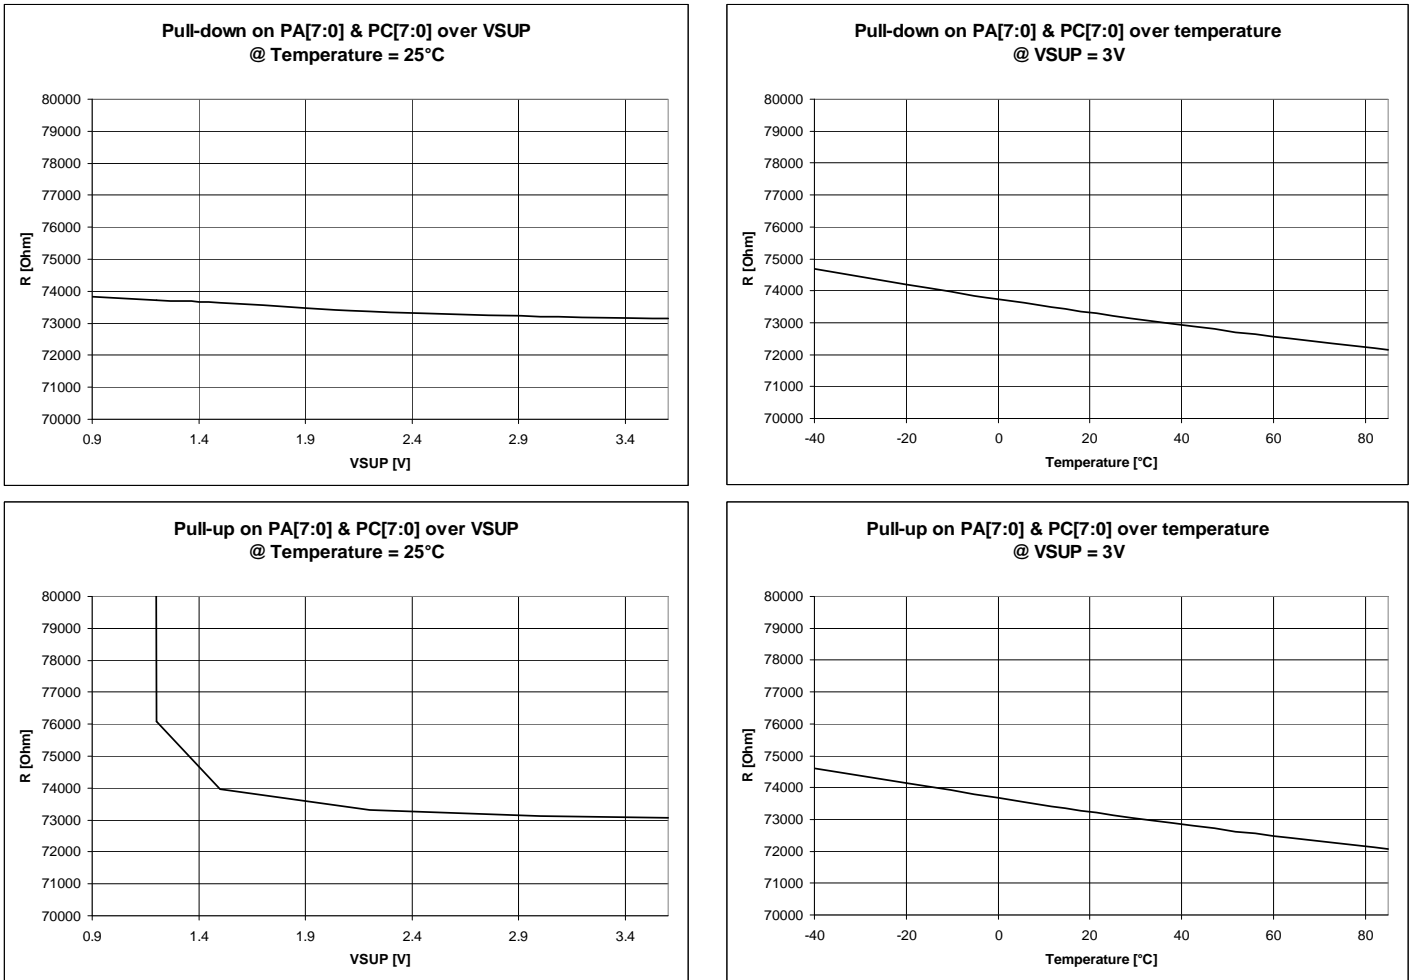 Pull-down on PA[7:0] & PC[7:0] over VSUP
@ Temperature = 25°C
80000
79000
78000
77000
76000
75000
74000
73000
72000
71000
70000
R [Ohm]
0.9 1.4 1.9 2.4 2.9 3.4
VSUP [V]
Pull-down on PA[7:0] & PC[7:0] over temperature
@ VSUP = 3V
80000
79000
78000
77000
76000
75000
74000
73000
72000
71000
70000
R [Ohm]
-40 -20 0 20 40 60 80
Temperature [°C]
Pull-up on PA[7:0] & PC[7:0] over VSUP
@ Temperature = 25°C
80000
79000
78000
77000
76000
75000
74000
73000
72000
71000
70000
R [Ohm]
0.9 1.4 1.9 2.4 2.9 3.4
VSUP [V]
Pull-up on PA[7:0] & PC[7:0] over temperature
@ VSUP = 3V
80000
79000
78000
77000
76000
75000
74000
73000
72000
71000
70000
R [Ohm]
-40 -20 0 20 40 60 80
Temperature [°C]